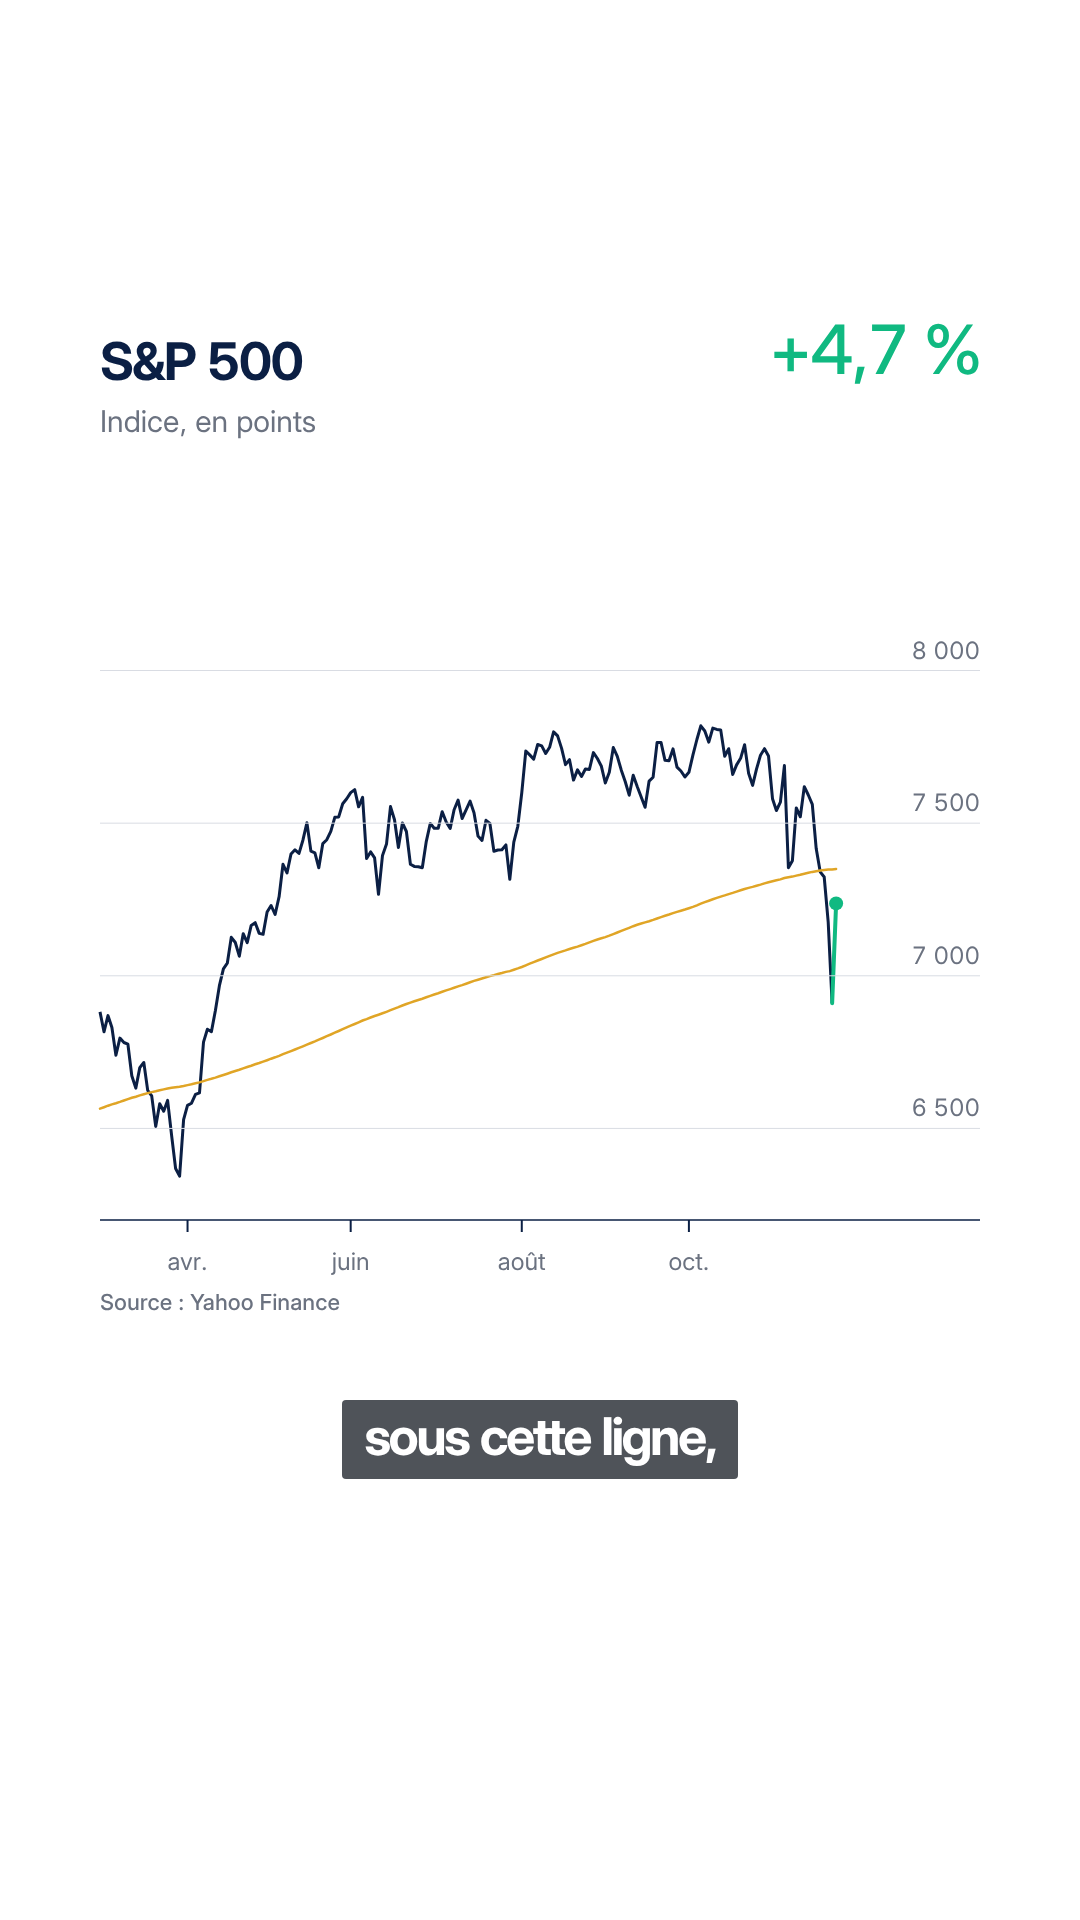 S&P 500
+4,7 %
Indice, en points
8 000
7 500
7 000
6 500
avr. juin août oct.
Source : Yahoo Finance
sous cette ligne,